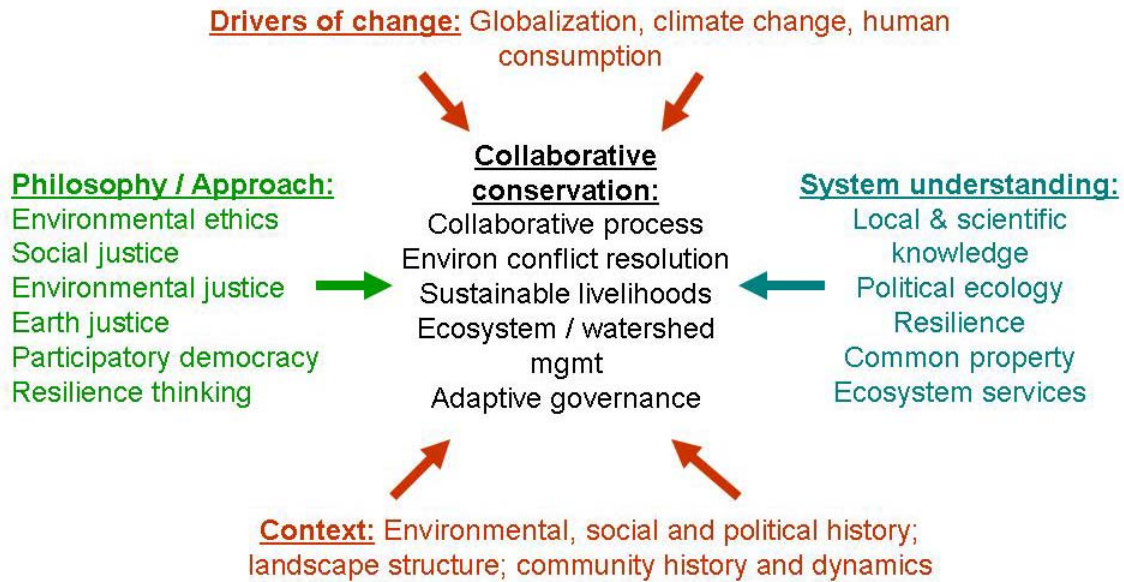 Drivers of change: Globalization, climate change, human
consumption
Philosophy / Approach:
Environmental ethics
Social justice
Environmental justice
Earth justice
Participatory democracy
Resilience thinking
Collaborative
conservation:
Collaborative process
Environ conflict resolution
Sustainable livelihoods
Ecosystem / watershed
mgmt
Adaptive governance
System understanding:
Local & scientific
knowledge
Political ecology
Resilience
Common property
Ecosystem services
Context: Environmental, social and political history;
landscape structure; community history and dynamics